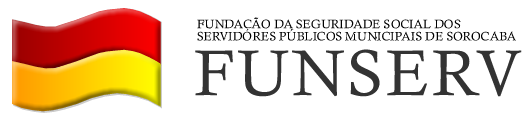 FUNDAÇÃO DA SEGURIDADE SOCIAL DOS
SERVIDORES PÚBLICOS MUNICIPAIS DE SOROCABA
FUNSERV